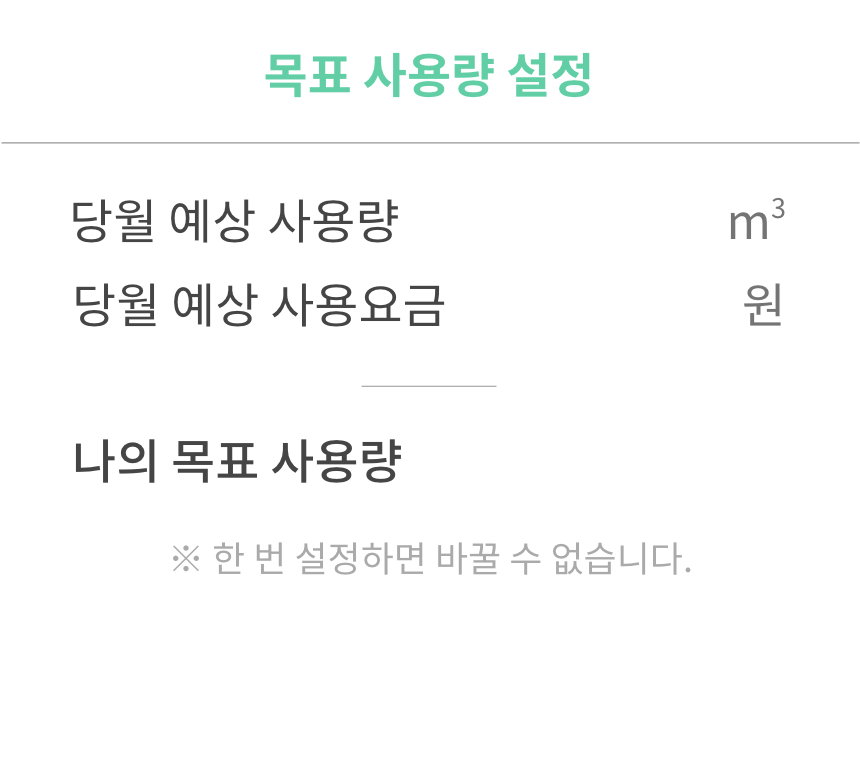 목표 사용량 설정
당월 예상 사용량 m³
당월 예상 사용요금 원
나의 목표 사용량
※ 한 번 설정하면 바꿀 수 없습니다.